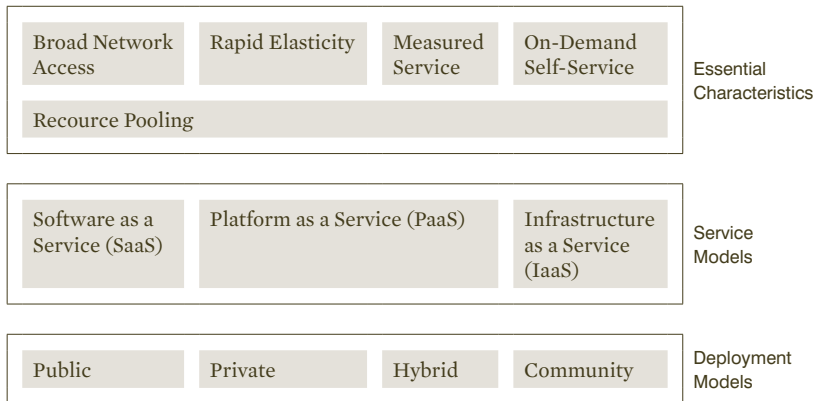 Broad Network
Access
Rapid Elasticity
Measured
Service
On-Demand
Self-Service
Recource Pooling
Essential
Characteristics
Software as a
Service (SaaS)
Platform as a Service (PaaS)
Infrastructure
as a Service
(IaaS)
Service
Models
Public
Private
Hybrid
Community
Deployment
Models